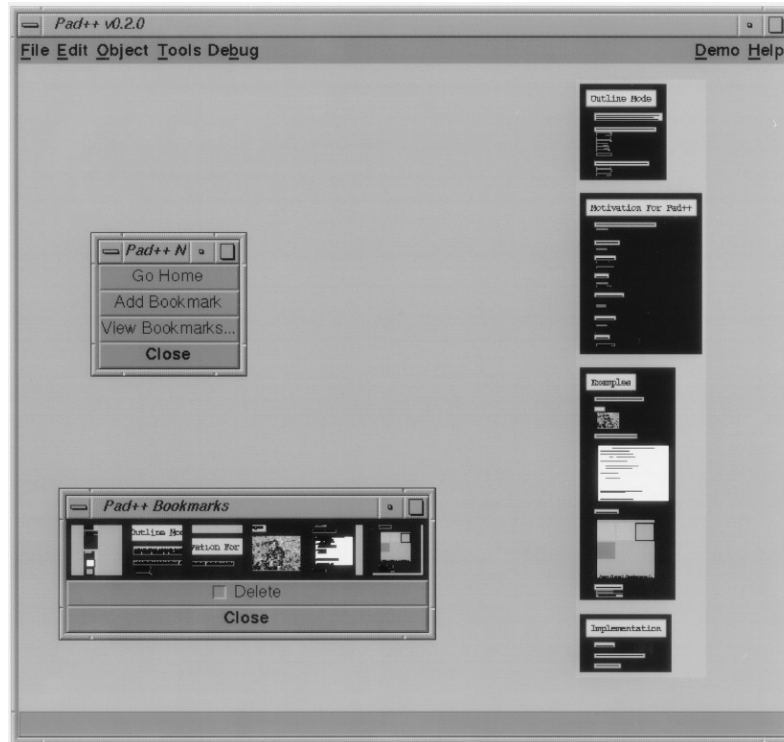 Pad++ v0.2.0
File Edit Object Tools Debug Demo Help
Outline Mode
Motivation For Pad++
Pad++ N
Go Home
Add Bookmark
View Bookmarks...
Close
Examples
Pad++ Bookmarks
Outline Mo
vation For
Delete
Close
Implementation